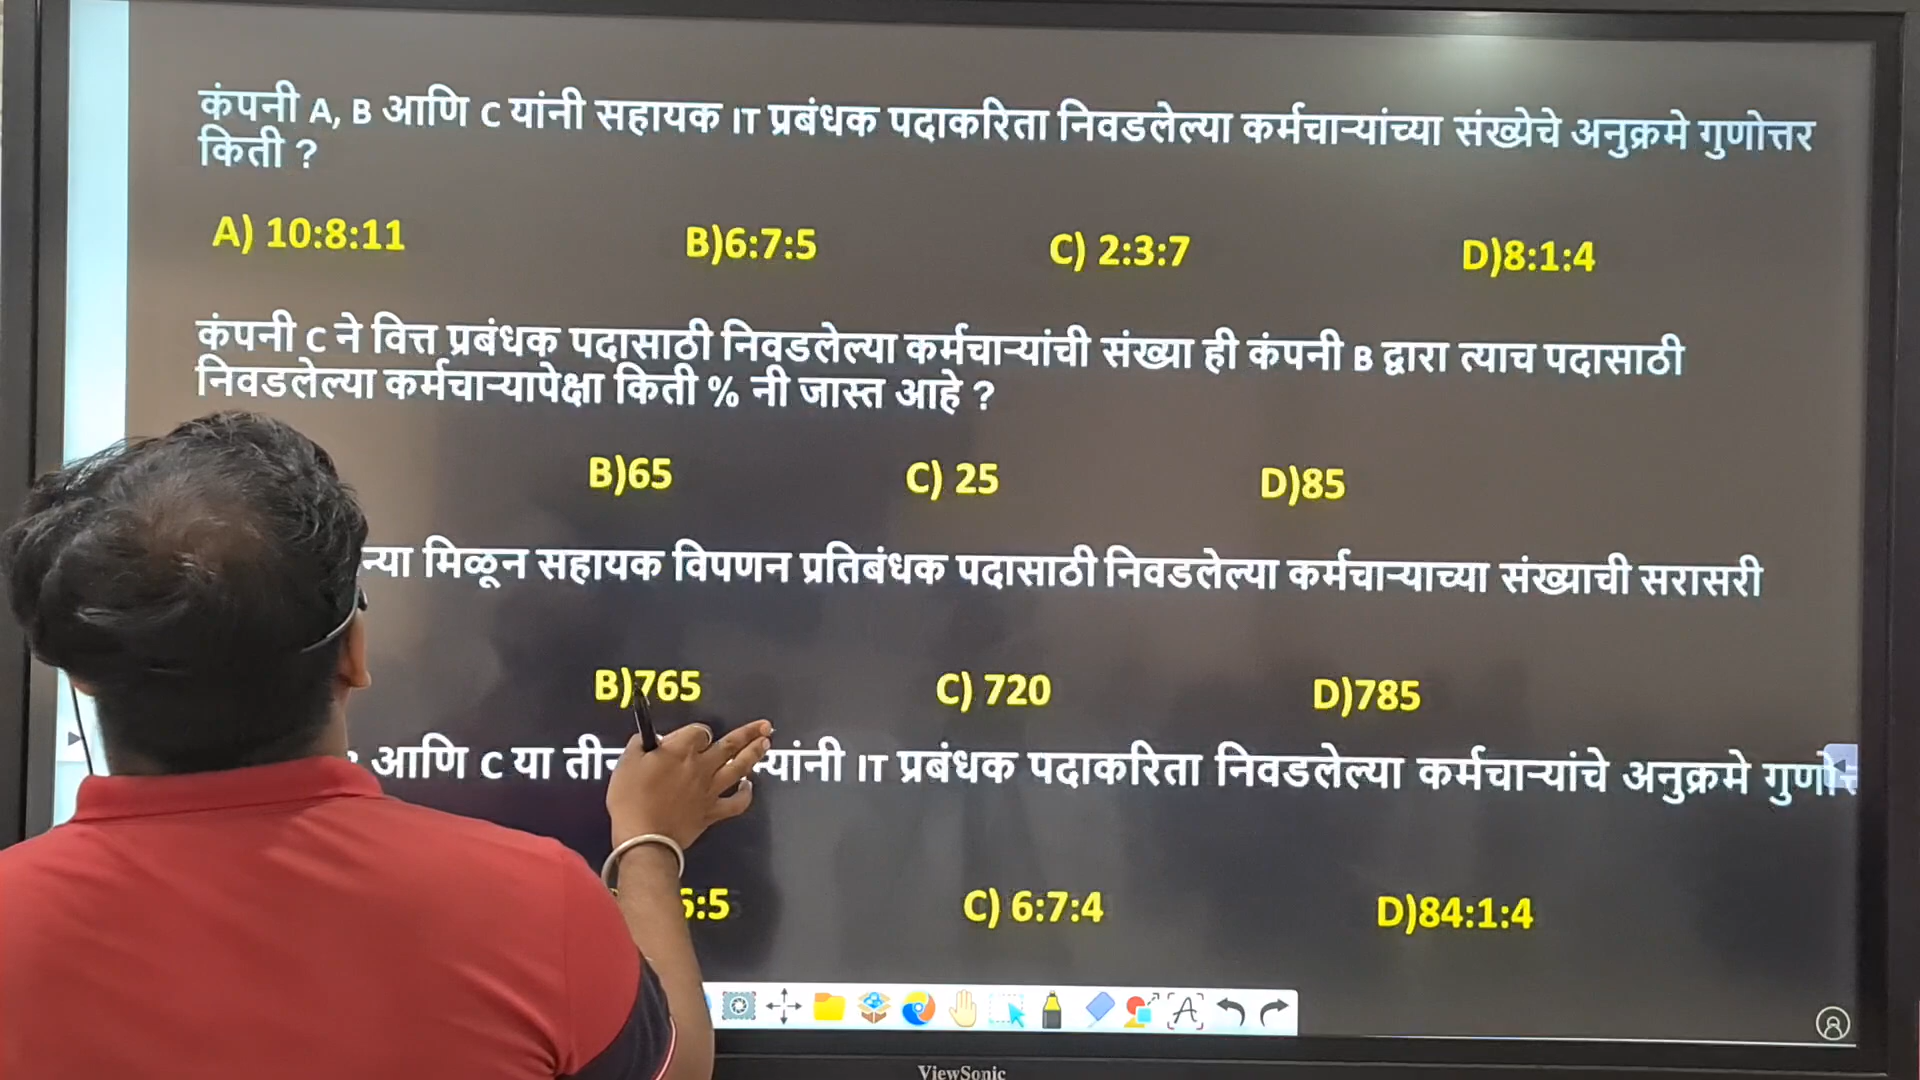 कंपनी A, B आणि C यांनी सहायक IT प्रबंधक पदाकरिता निवडलेल्या कर्मचाऱ्यांच्या संख्येचे अनुक्रमे गुणोत्तर
किती ?
A) 10:8:11 B)6:7:5 C) 2:3:7 D)8:1:4
कंपनी C ने वित्त प्रबंधक पदासाठी निवडलेल्या कर्मचाऱ्यांची संख्या ही कंपनी B द्वारा त्याच पदासाठी
निवडलेल्या कर्मचाऱ्यापेक्षा किती % नी जास्त आहे ?
B)65 C) 25 D)85
मिळून सहायक विपणन प्रतिबंधक पदासाठी निवडलेल्या कर्मचाऱ्याच्या संख्याची सरासरी
B)765 C) 720 D)785
आणि C या IT प्रबंधक पदाकरिता निवडलेल्या कर्मचाऱ्यांचे अनुक्रमे
:5 C) 6:7:4 D)84:1:4
ViewSonic